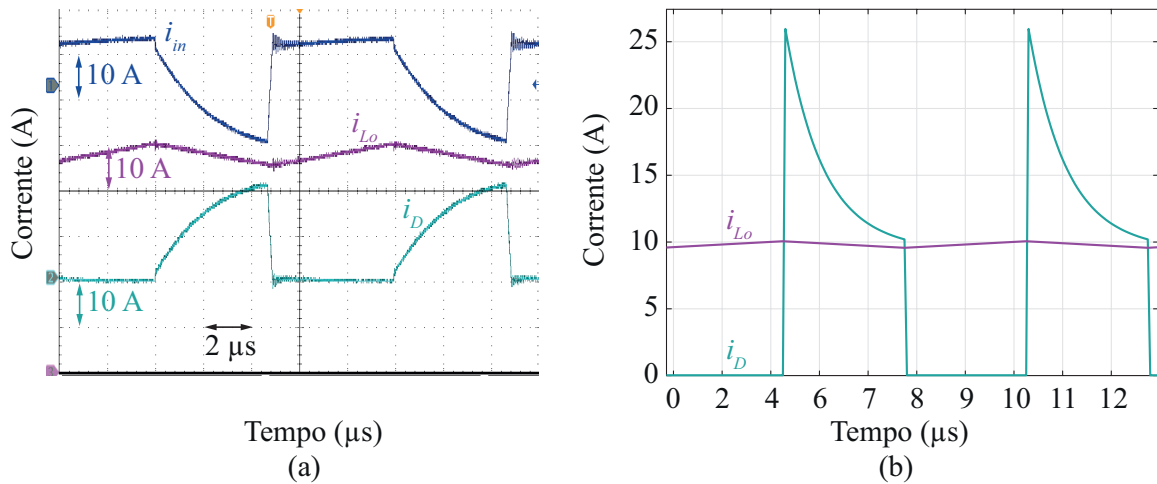 i_in
10 A
i_Lo
10 A
i_D
10 A
2 µs
Corrente (A)
Tempo (µs)
(a)
T
1
2
3
25
20
15
10
5
0
i_Lo
i_D
0 2 4 6 7 8 9 10 11 12
Corrente (A)
Tempo (µs)
(b)